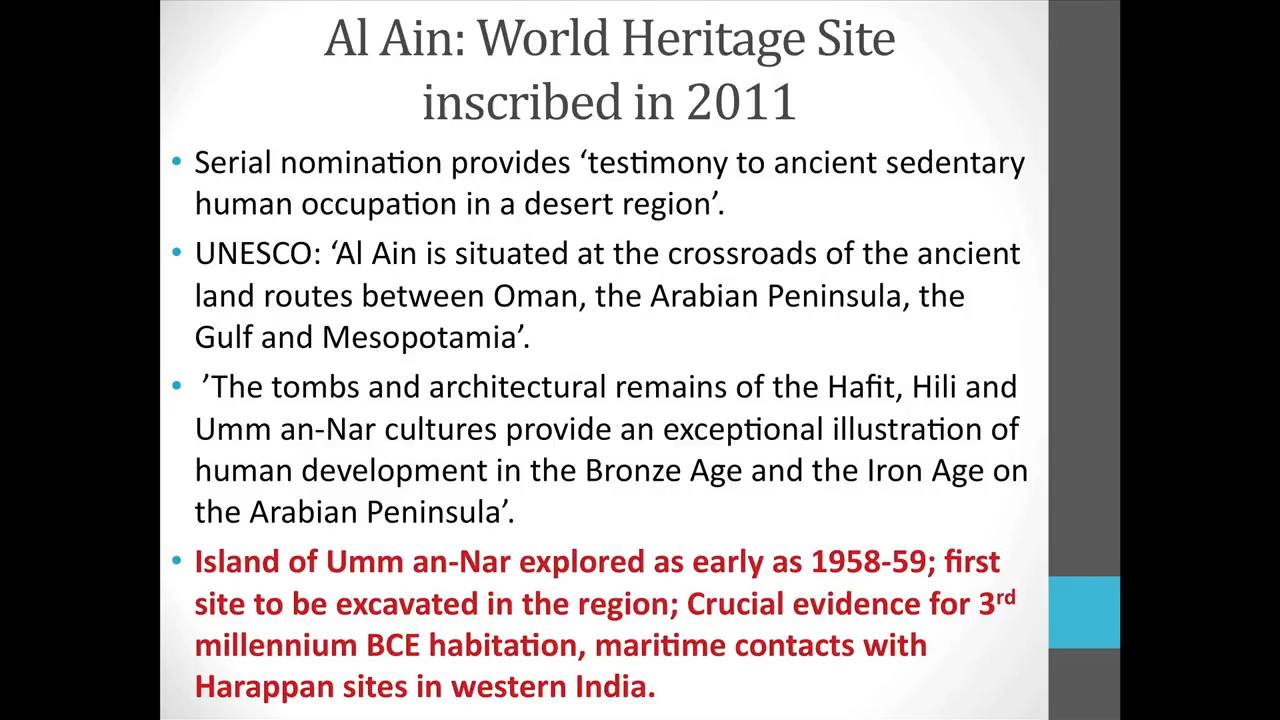 Al Ain: World Heritage Site
inscribed in 2011
• Serial nomination provides ‘testimony to ancient sedentary
human occupation in a desert region’.
• UNESCO: ‘Al Ain is situated at the crossroads of the ancient
land routes between Oman, the Arabian Peninsula, the
Gulf and Mesopotamia’.
• ’The tombs and architectural remains of the Hafit, Hili and
Umm an-Nar cultures provide an exceptional illustration of
human development in the Bronze Age and the Iron Age on
the Arabian Peninsula’.
• Island of Umm an-Nar explored as early as 1958-59; first
site to be excavated in the region; Crucial evidence for 3rd
millennium BCE habitation, maritime contacts with
Harappan sites in western India.